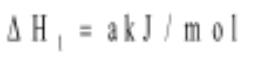 ΔH₁ = akJ/mol